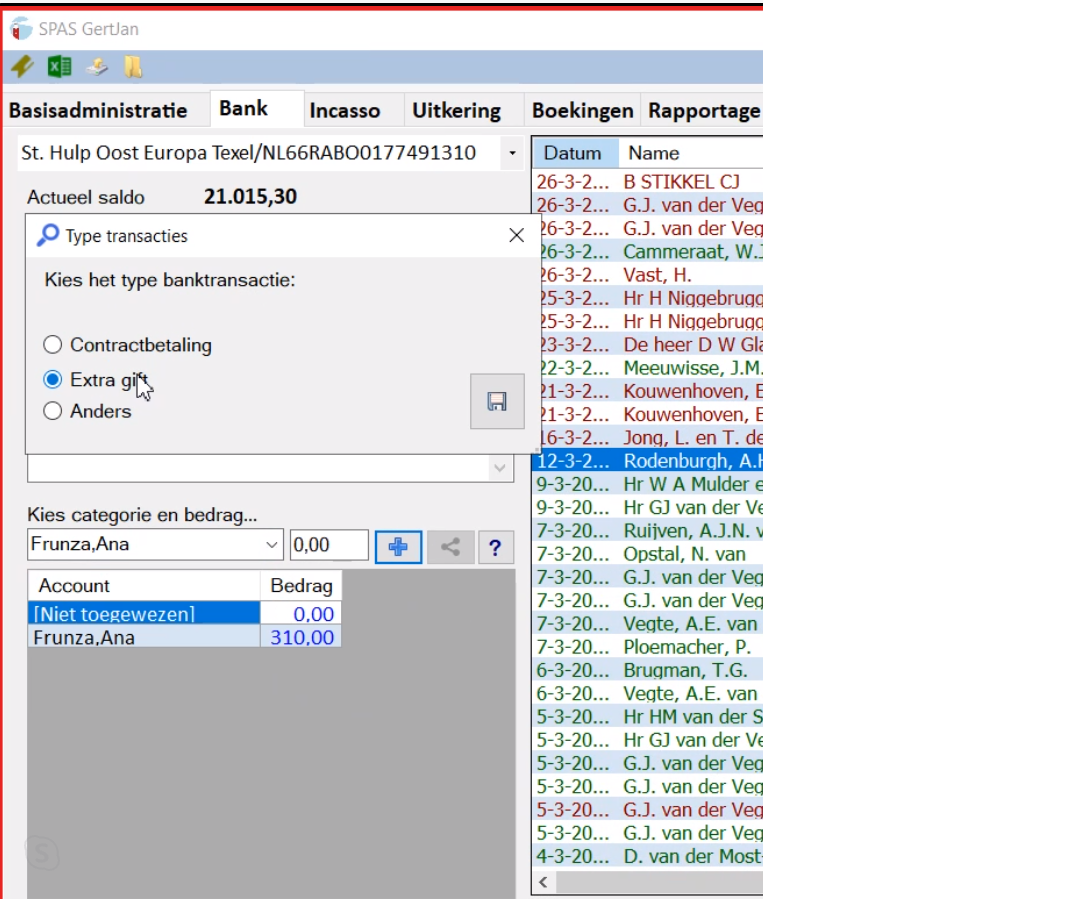 SPAS GertJan
Basisadministratie Bank Incasso Uitkering Boekingen Rapportage
St. Hulp Oost Europa Texel/NL66RABO0177491310
Actueel saldo 21.015,30
Type transacties
Kies het type banktransactie:
Contractbetaling
Extra gift
Anders
Kies categorie en bedrag...
Frunza,Ana 0,00 ?
Account Bedrag
[Niet toegewezen] 0,00
Frunza,Ana 310,00
Datum Name
26-3-2... B STIKKEL CJ
26-3-2... G.J. van der Veg
26-3-2... G.J. van der Veg
26-3-2... Cammeraat, W.J
26-3-2... Vast, H.
25-3-2... Hr H Niggebrugg
25-3-2... Hr H Niggebrugg
23-3-2... De heer D W Gla
22-3-2... Meeuwisse, J.M.
21-3-2... Kouwenhoven, E
21-3-2... Kouwenhoven, E
16-3-2... Jong, L. en T. de
12-3-2... Rodenburgh, A.H
9-3-20... Hr W A Mulder e
9-3-20... Hr GJ van der Ve
7-3-20... Ruijven, A.J.N. v
7-3-20... Opstal, N. van
7-3-20... G.J. van der Veg
7-3-20... G.J. van der Veg
7-3-20... Vegte, A.E. van
7-3-20... Ploemacher, P.
6-3-20... Brugman, T.G.
6-3-20... Vegte, A.E. van
5-3-20... Hr HM van der S
5-3-20... Hr GJ van der Ve
5-3-20... G.J. van der Veg
5-3-20... G.J. van der Veg
5-3-20... G.J. van der Veg
5-3-20... G.J. van der Veg
4-3-20... D. van der Most-